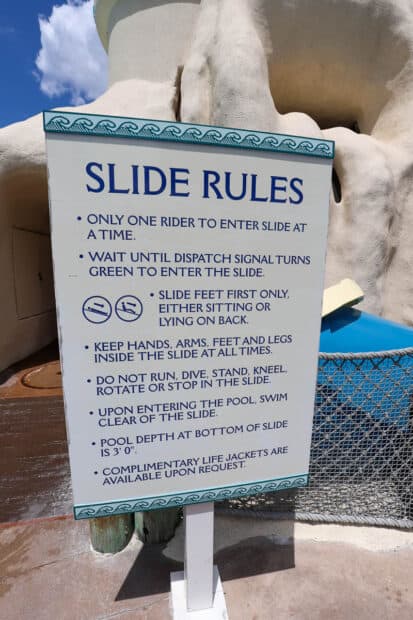 SLIDE RULES
• ONLY ONE RIDER TO ENTER SLIDE AT
A TIME.
• WAIT UNTIL DISPATCH SIGNAL TURNS
GREEN TO ENTER THE SLIDE.
• SLIDE FEET FIRST ONLY,
EITHER SITTING OR
LYING ON BACK.
• KEEP HANDS, ARMS, FEET AND LEGS
INSIDE THE SLIDE AT ALL TIMES.
• DO NOT RUN, DIVE, STAND, KNEEL,
ROTATE OR STOP IN THE SLIDE.
• UPON ENTERING THE POOL, SWIM
CLEAR OF THE SLIDE.
• POOL DEPTH AT BOTTOM OF SLIDE
IS 3' 0".
• COMPLIMENTARY LIFE JACKETS ARE
AVAILABLE UPON REQUEST.